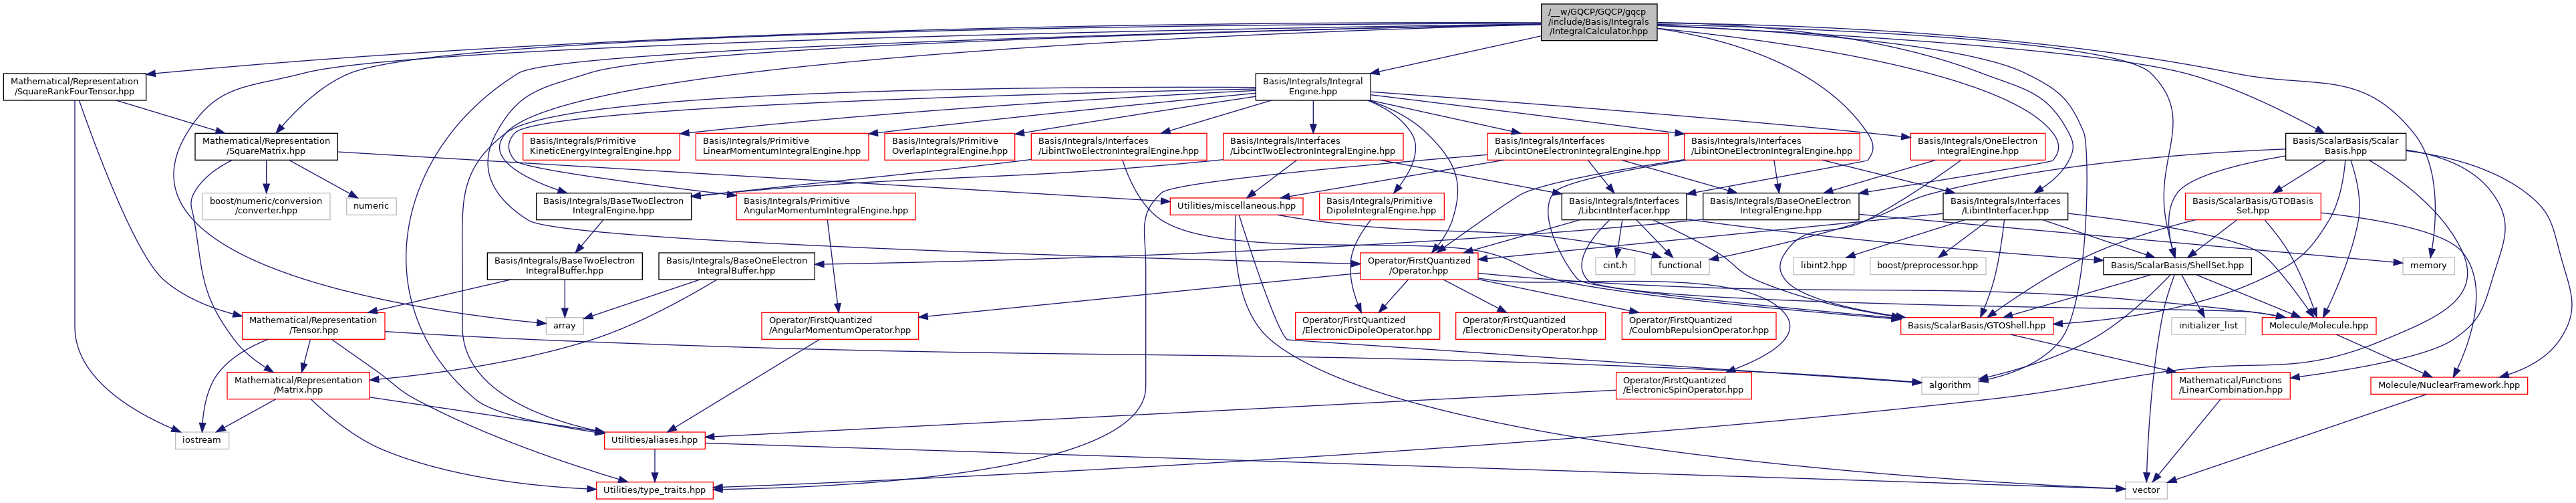 /__w/GQCP/GQCP/gqcp
/include/Basis/Integrals
/IntegralCalculator.hpp
Mathematical/Representation
/SquareRankFourTensor.hpp
Basis/Integrals/Integral
Engine.hpp
Mathematical/Representation
/SquareMatrix.hpp
Basis/Integrals/Primitive
KineticEnergyIntegralEngine.hpp
Basis/Integrals/Primitive
LinearMomentumIntegralEngine.hpp
Basis/Integrals/Primitive
OverlapIntegralEngine.hpp
Basis/Integrals/Interfaces
/LibintTwoElectronIntegralEngine.hpp
Basis/Integrals/Interfaces
/LibcintTwoElectronIntegralEngine.hpp
Basis/Integrals/Interfaces
/LibcintOneElectronIntegralEngine.hpp
Basis/Integrals/Interfaces
/LibintOneElectronIntegralEngine.hpp
Basis/Integrals/OneElectron
IntegralEngine.hpp
Basis/ScalarBasis/Scalar
Basis.hpp
boost/numeric/conversion
/converter.hpp
numeric
Basis/Integrals/BaseTwoElectron
IntegralEngine.hpp
Basis/Integrals/Primitive
AngularMomentumIntegralEngine.hpp
Utilities/miscellaneous.hpp
Basis/Integrals/Primitive
DipoleIntegralEngine.hpp
Basis/Integrals/Interfaces
/LibcintInterfacer.hpp
Basis/Integrals/BaseOneElectron
IntegralEngine.hpp
Basis/Integrals/Interfaces
/LibintInterfacer.hpp
Basis/ScalarBasis/GTOBasis
Set.hpp
Basis/Integrals/BaseTwoElectron
IntegralBuffer.hpp
Basis/Integrals/BaseOneElectron
IntegralBuffer.hpp
Operator/FirstQuantized
/Operator.hpp
cint.h
functional
libint2.hpp
boost/preprocessor.hpp
Basis/ScalarBasis/ShellSet.hpp
memory
Mathematical/Representation
/Tensor.hpp
array
Operator/FirstQuantized
/AngularMomentumOperator.hpp
Operator/FirstQuantized
/ElectronicDipoleOperator.hpp
Operator/FirstQuantized
/ElectronicDensityOperator.hpp
Operator/FirstQuantized
/CoulombRepulsionOperator.hpp
Basis/ScalarBasis/GTOShell.hpp
initializer_list
Molecule/Molecule.hpp
Mathematical/Representation
/Matrix.hpp
Operator/FirstQuantized
/ElectronicSpinOperator.hpp
algorithm
Mathematical/Functions
/LinearCombination.hpp
Molecule/NuclearFramework.hpp
iostream
Utilities/aliases.hpp
Utilities/type_traits.hpp
vector